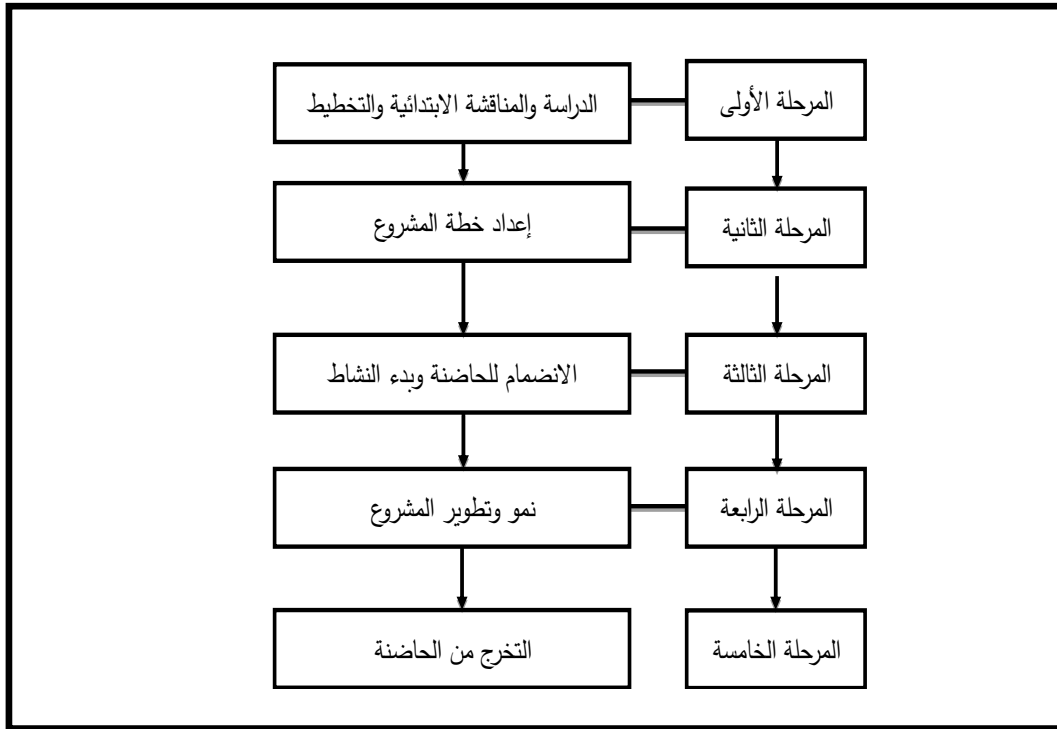 المرحلة الأولى
الدراسة والمناقشة الابتدائية والتخطيط
المرحلة الثانية
إعداد خطة المشروع
المرحلة الثالثة
الانضمام للحاضنة وبدء النشاط
المرحلة الرابعة
نمو وتطوير المشروع
المرحلة الخامسة
التخرج من الحاضنة